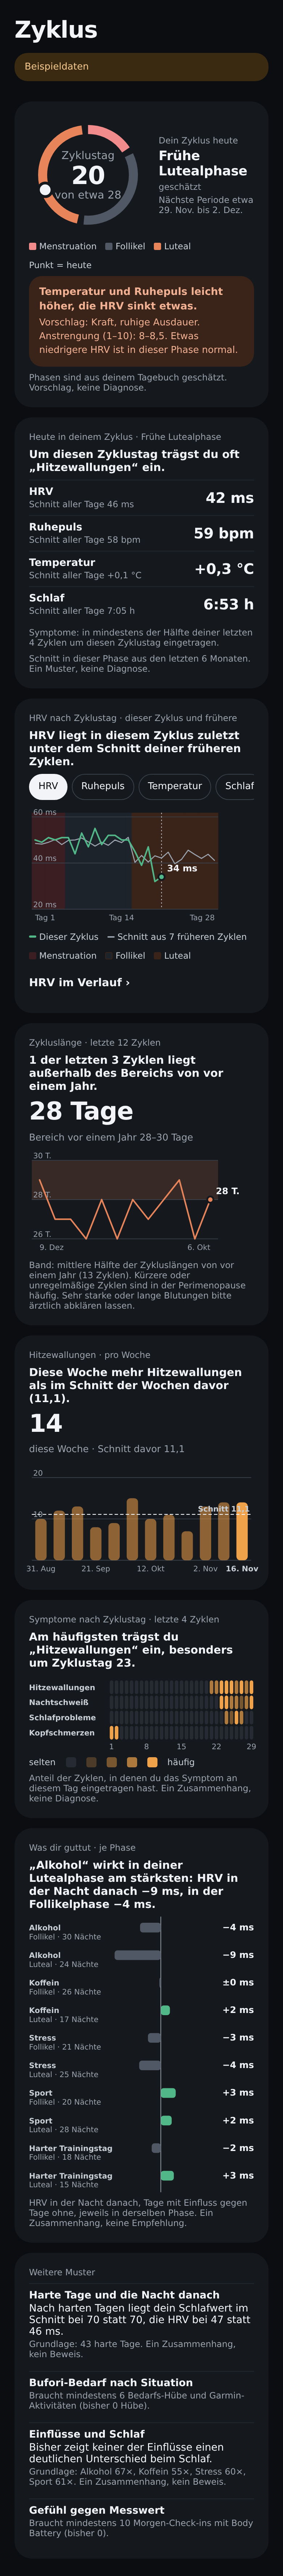 Zyklus
Beispieldaten
Zyklustag
20
von etwa 28
Dein Zyklus heute
Frühe
Lutealphase
geschätzt
Nächste Periode etwa
29. Nov. bis 2. Dez.
Menstruation Follikel Luteal
Punkt = heute
Temperatur und Ruhepuls leicht
höher, die HRV sinkt etwas.
Vorschlag: Kraft, ruhige Ausdauer.
Anstrengung (1–10): 8–8,5. Etwas
niedrigere HRV ist in dieser Phase normal.
Phasen sind aus deinem Tagebuch geschätzt.
Vorschlag, keine Diagnose.
Heute in deinem Zyklus · Frühe Lutealphase
Um diesen Zyklustag trägst du oft
„Hitzewallungen“ ein.
HRV
Schnitt aller Tage 46 ms
42 ms
Ruhepuls
Schnitt aller Tage 58 bpm
59 bpm
Temperatur
Schnitt aller Tage +0,1 °C
+0,3 °C
Schlaf
Schnitt aller Tage 7:05 h
6:53 h
Symptome: in mindestens der Hälfte deiner letzten
4 Zyklen um diesen Zyklustag eingetragen.
Schnitt in dieser Phase aus den letzten 6 Monaten.
Ein Muster, keine Diagnose.
HRV nach Zyklustag · dieser Zyklus und frühere
HRV liegt in diesem Zyklus zuletzt
unter dem Schnitt deiner früheren
Zyklen.
HRV Ruhepuls Temperatur Schlaf
60 ms
40 ms
34 ms
20 ms
Tag 1 Tag 14 Tag 28
Dieser Zyklus Schnitt aus 7 früheren Zyklen
Menstruation Follikel Luteal
HRV im Verlauf ›
Zykluslänge · letzte 12 Zyklen
1 der letzten 3 Zyklen liegt
außerhalb des Bereichs von vor
einem Jahr.
28 Tage
Bereich vor einem Jahr 28–30 Tage
30 T.
28 T.
28 T.
26 T.
9. Dez 6. Okt
Band: mittlere Hälfte der Zykluslängen von vor
einem Jahr (13 Zyklen). Kürzere oder
unregelmäßige Zyklen sind in der Perimenopause
häufig. Sehr starke oder lange Blutungen bitte
ärztlich abklären lassen.
Hitzewallungen · pro Woche
Diese Woche mehr Hitzewallungen
als im Schnitt der Wochen davor
(11,1).
14
diese Woche · Schnitt davor 11,1
20
10
Schnitt 11,1
31. Aug 21. Sep 12. Okt 2. Nov 16. Nov
Symptome nach Zyklustag · letzte 4 Zyklen
Am häufigsten trägst du
„Hitzewallungen“ ein, besonders
um Zyklustag 23.
Hitzewallungen
Nachtschweiß
Schlafprobleme
Kopfschmerzen
1 8 15 22 29
selten häufig
Anteil der Zyklen, in denen du das Symptom an
diesem Tag eingetragen hast. Ein Zusammenhang,
keine Diagnose.
Was dir guttut · je Phase
„Alkohol“ wirkt in deiner
Lutealphase am stärksten: HRV in
der Nacht danach −9 ms, in der
Follikelphase −4 ms.
Alkohol
Follikel · 30 Nächte
−4 ms
Alkohol
Luteal · 24 Nächte
−9 ms
Koffein
Follikel · 26 Nächte
±0 ms
Koffein
Luteal · 17 Nächte
+2 ms
Stress
Follikel · 21 Nächte
−3 ms
Stress
Luteal · 25 Nächte
−4 ms
Sport
Follikel · 20 Nächte
+3 ms
Sport
Luteal · 28 Nächte
+2 ms
Harter Trainingstag
Follikel · 18 Nächte
−2 ms
Harter Trainingstag
Luteal · 15 Nächte
+3 ms
HRV in der Nacht danach, Tage mit Einfluss gegen
Tage ohne, jeweils in derselben Phase. Ein
Zusammenhang, keine Empfehlung.
Weitere Muster
Harte Tage und die Nacht danach
Nach harten Tagen liegt dein Schlafwert im
Schnitt bei 70 statt 70, die HRV bei 47 statt
46 ms.
Grundlage: 43 harte Tage. Ein Zusammenhang,
kein Beweis.
Bufori-Bedarf nach Situation
Braucht mindestens 6 Bedarfs-Hübe und Garmin-
Aktivitäten (bisher 0 Hübe).
Einflüsse und Schlaf
Bisher zeigt keiner der Einflüsse einen
deutlichen Unterschied beim Schlaf.
Grundlage: Alkohol 67×, Koffein 55×, Stress 60×,
Sport 61×. Ein Zusammenhang, kein Beweis.
Gefühl gegen Messwert
Braucht mindestens 10 Morgen-Check-ins mit Body
Battery (bisher 0).